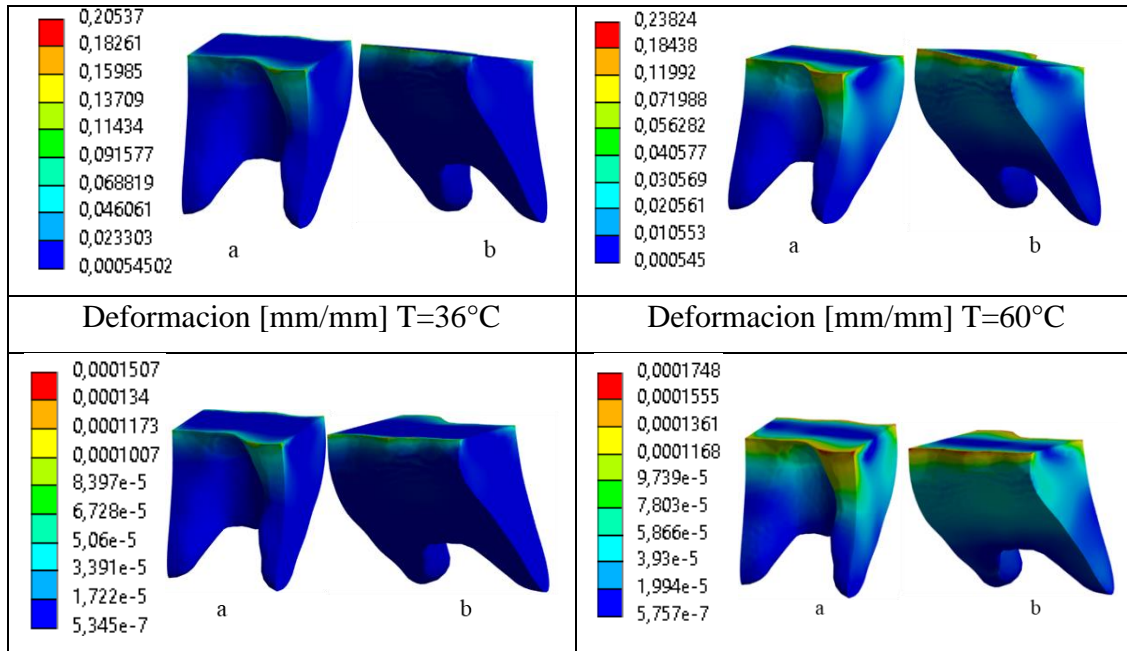 0,20537
0,18261
0,15985
0,13709
0,11434
0,091577
0,068819
0,046061
0,023303
0,00054502
a
b
0,23824
0,18438
0,11992
0,071988
0,056282
0,040577
0,030569
0,020561
0,010553
0,000545
a
b
Deformacion [mm/mm] T=36°C
Deformacion [mm/mm] T=60°C
0,0001507
0,000134
0,0001173
0,0001007
8,397e-5
6,728e-5
5,06e-5
3,391e-5
1,722e-5
5,345e-7
a
b
0,0001748
0,0001555
0,0001361
0,0001168
9,739e-5
7,803e-5
5,866e-5
3,93e-5
1,994e-5
5,757e-7
a
b